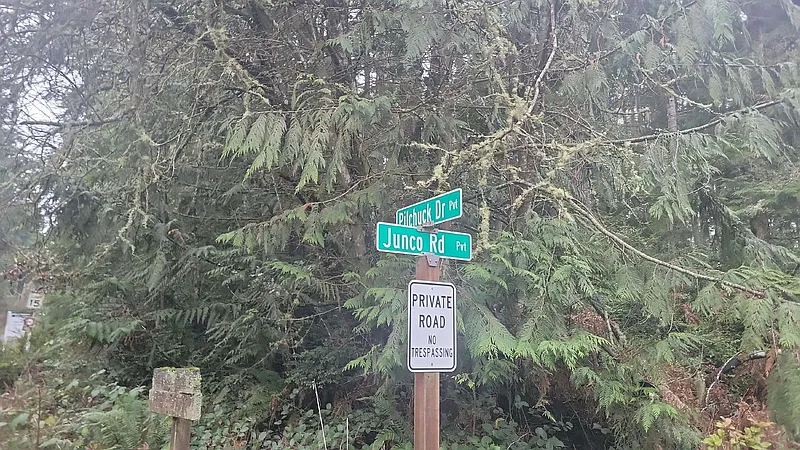 Pilchuck Dr Pvt
Junco Rd Pvt
PRIVATE
ROAD
NO
TRESPASSING
15